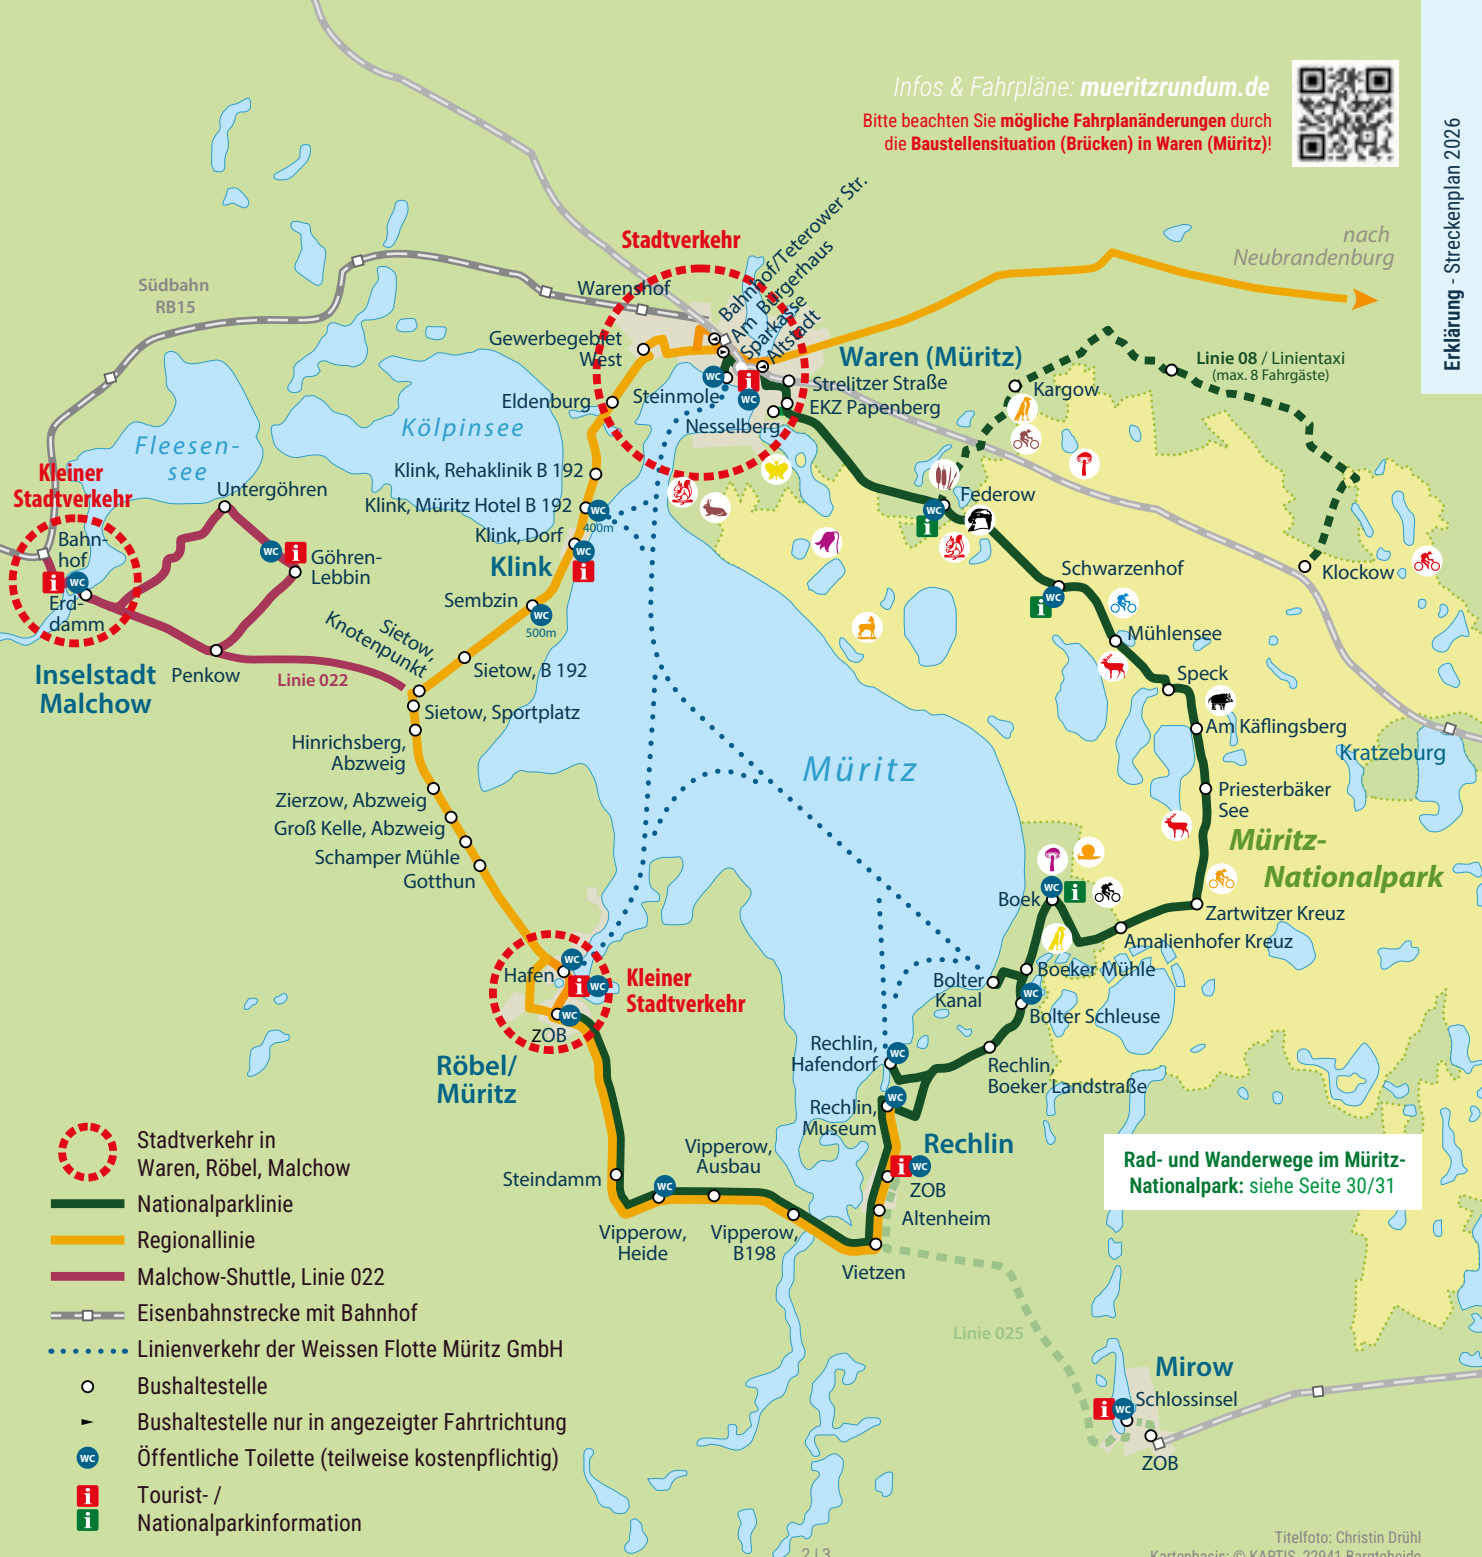 Infos & Fahrpläne: mueritzrundum.de
Bitte beachten Sie mögliche Fahrplanänderungen durch
die Baustellensituation (Brücken) in Waren (Müritz)!
Erklärung - Streckenplan 2026
nach
Neubrandenburg
Stadtverkehr
Südbahn
RB15
Warenshof
Bahnhof/Teterower Str.
Am Bürgerhaus
Sparkasse
Altstadt
Gewerbegebiet
West
Waren (Müritz)
Linie 08 / Linientaxi
(max. 8 Fahrgäste)
Strelitzer Straße
Kargow
Eldenburg
Steinmole
EKZ Papenberg
Nesselberg
Kölpinsee
Fleesen-
see
Kleiner
Stadtverkehr
Klink, Rehaklinik B 192
Untergöhren
Klink, Müritz Hotel B 192
400m
Federow
Klink, Dorf
Klink
Bahn-
hof
Göhren-
Lebbin
Schwarzenhof
Klockow
Erd-
damm
Sembzin
500m
Sietow,
Knotenpunkt
Mühlensee
Inselstadt
Malchow
Penkow
Linie 022
Sietow, B 192
Speck
Sietow, Sportplatz
Am Käflingsberg
Hinrichsberg,
Abzweig
Kratzeburg
Müritz
Zierzow, Abzweig
Priesterbäker
See
Groß Kelle, Abzweig
Müritz-
Nationalpark
Schamper Mühle
Gotthun
Boek
Zartwitzer Kreuz
Amalienhofer Kreuz
Hafen
Kleiner
Stadtverkehr
Boeker Mühle
Bolter
Kanal
Bolter Schleuse
ZOB
Rechlin,
Hafendorf
Röbel/
Müritz
Rechlin,
Boeker Landstraße
Rechlin,
Museum
Rechlin
Vipperow,
Ausbau
Steindamm
ZOB
Altenheim
Vipperow,
Heide
Vipperow,
B198
Vietzen
Rad- und Wanderwege im Müritz-
Nationalpark: siehe Seite 30/31
Linie 025
Mirow
Schlossinsel
ZOB
Stadtverkehr in
Waren, Röbel, Malchow
Nationalparklinie
Regionallinie
Malchow-Shuttle, Linie 022
Eisenbahnstrecke mit Bahnhof
Linienverkehr der Weissen Flotte Müritz GmbH
Bushaltestelle
Bushaltestelle nur in angezeigter Fahrtrichtung
WC
Öffentliche Toilette (teilweise kostenpflichtig)
i
Tourist- /
i
Nationalparkinformation
2 | 3
Titelfoto: Christin Drühl
Kartenbasis: © KARTIS, 22941 Bargteheide